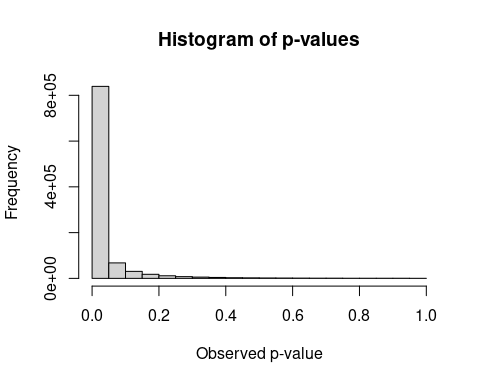 Histogram of p-values
Frequency
8e+05
4e+05
0e+00
0.0 0.2 0.4 0.6 0.8 1.0
Observed p-value